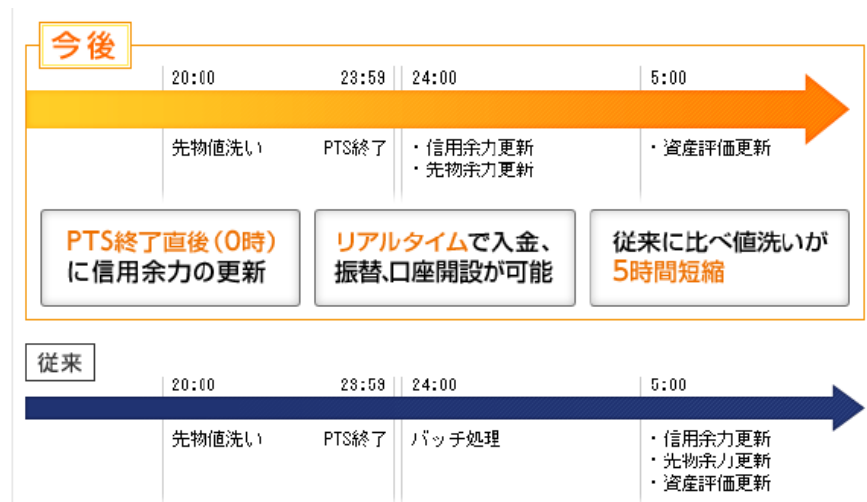 今後
20:00 23:59 24:00 5:00
先物値洗い PTS終了 ・信用余力更新 ・資産評価更新
・先物余力更新
PTS終了直後(0時)
に信用余力の更新
リアルタイムで入金、
振替、口座開設が可能
従来に比べ値洗いが
5時間短縮
従来
20:00 23:59 24:00 5:00
先物値洗い PTS終了 バッチ処理 ・信用余力更新
・先物余力更新
・資産評価更新